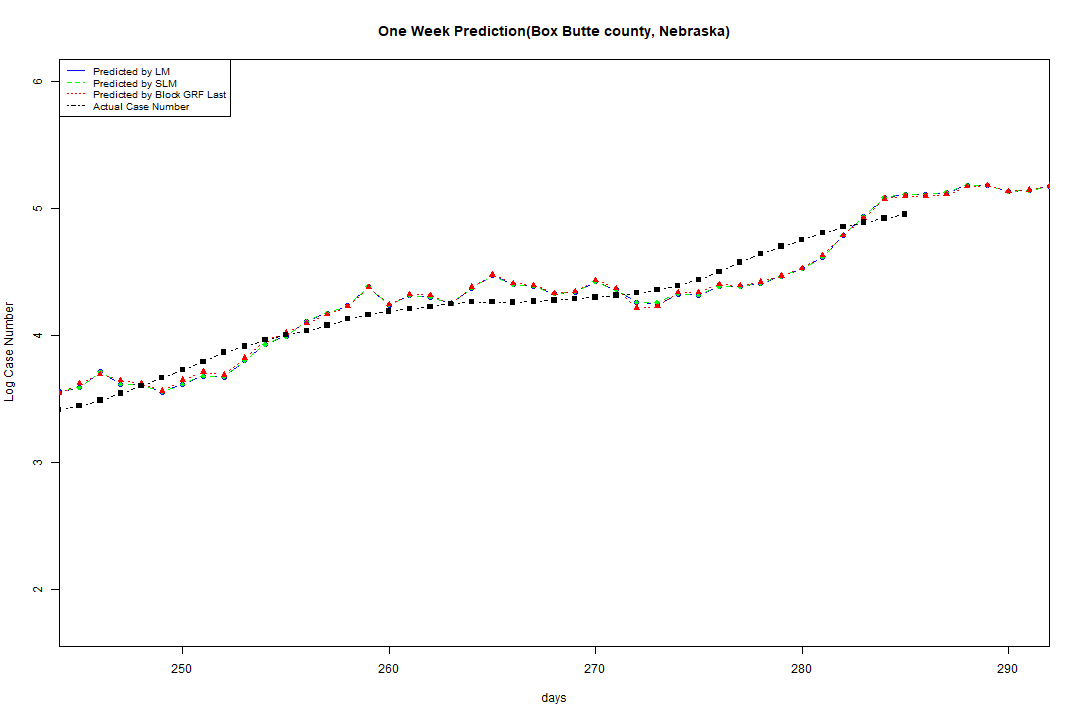 One Week Prediction(Box Butte county, Nebraska)
Predicted by LM
Predicted by SLM
Predicted by Block GRF Last
Actual Case Number
6
5
4
3
2
Log Case Number
250 260 270 280 290
days